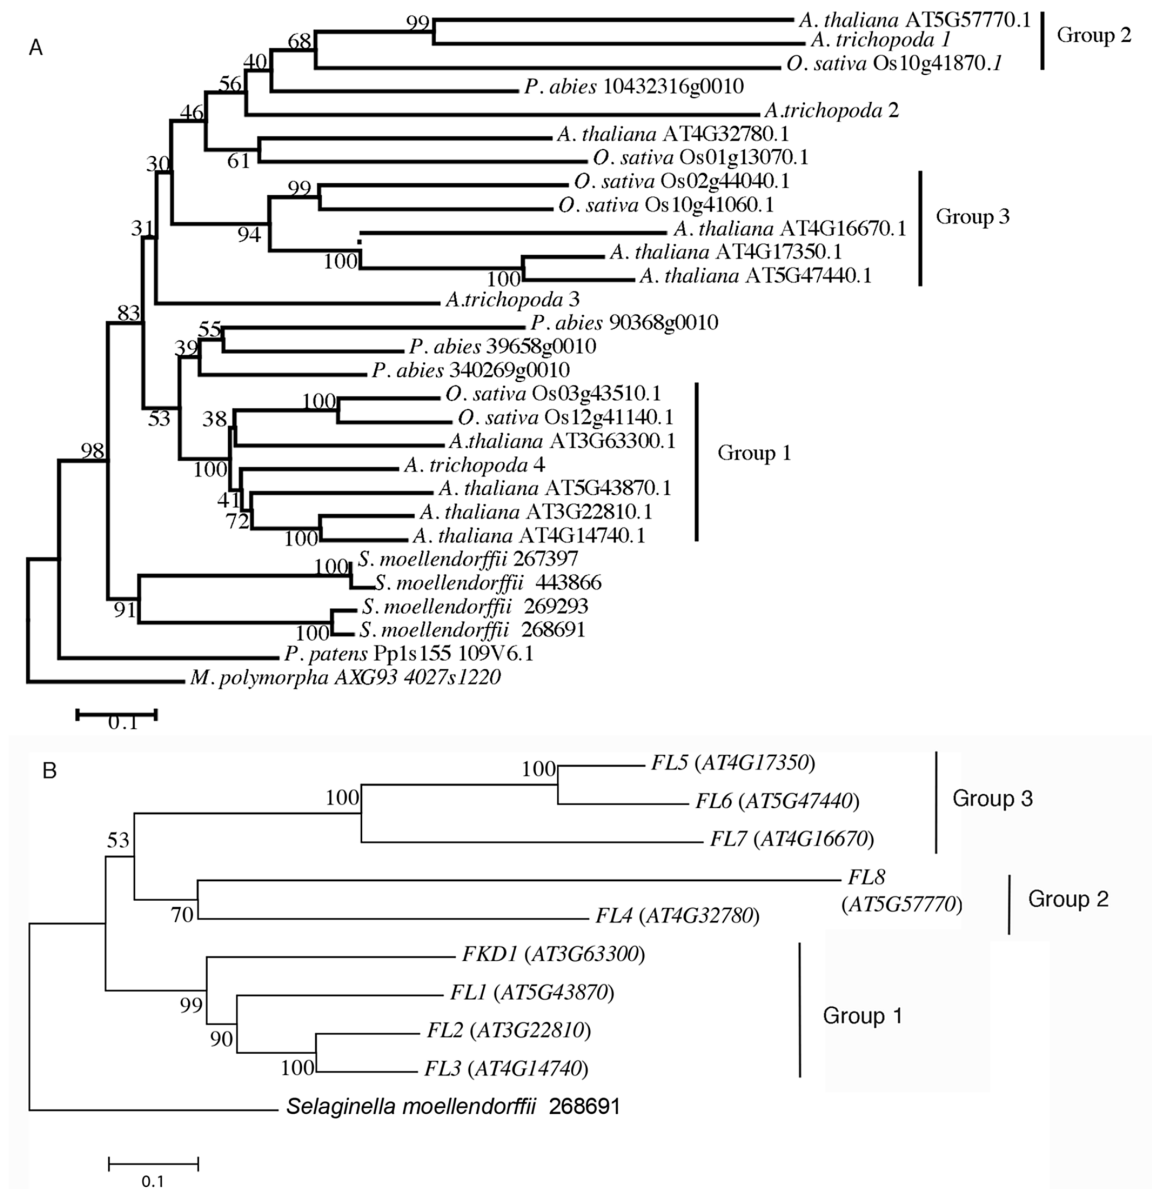 A
99
A. thaliana AT5G57770.1
A. trichopoda 1
Group 2
68
O. sativa Os10g41870.1
40
P. abies 10432316g0010
56
A.trichopoda 2
46
A. thaliana AT4G32780.1
61
O. sativa Os01g13070.1
30
O. sativa Os02g44040.1
99
O. sativa Os10g41060.1
Group 3
94
A. thaliana AT4G16670.1
31
100
A. thaliana AT4G17350.1
100
A. thaliana AT5G47440.1
A.trichopoda 3
83
P. abies 90368g0010
55
P. abies 39658g0010
39
P. abies 340269g0010
53
O. sativa Os03g43510.1
100
O. sativa Os12g41140.1
38
A.thaliana AT3G63300.1
Group 1
98
100
A. trichopoda 4
41
A. thaliana AT5G43870.1
72
A. thaliana AT3G22810.1
100
A. thaliana AT4G14740.1
100
S. moellendorffii 267397
S. moellendorffii 443866
91
S. moellendorffii 269293
100
S. moellendorffii 268691
P. patens Pp1s155 109V6.1
M. polymorpha AXG93 4027s1220
0.1
B
100
FL5 (AT4G17350)
100
FL6 (AT5G47440)
Group 3
53
FL7 (AT4G16670)
FL8
(AT5G57770)
70
FL4 (AT4G32780)
Group 2
FKD1 (AT3G63300)
99
FL1 (AT5G43870)
Group 1
90
FL2 (AT3G22810)
100
FL3 (AT4G14740)
Selaginella moellendorffii 268691
0.1